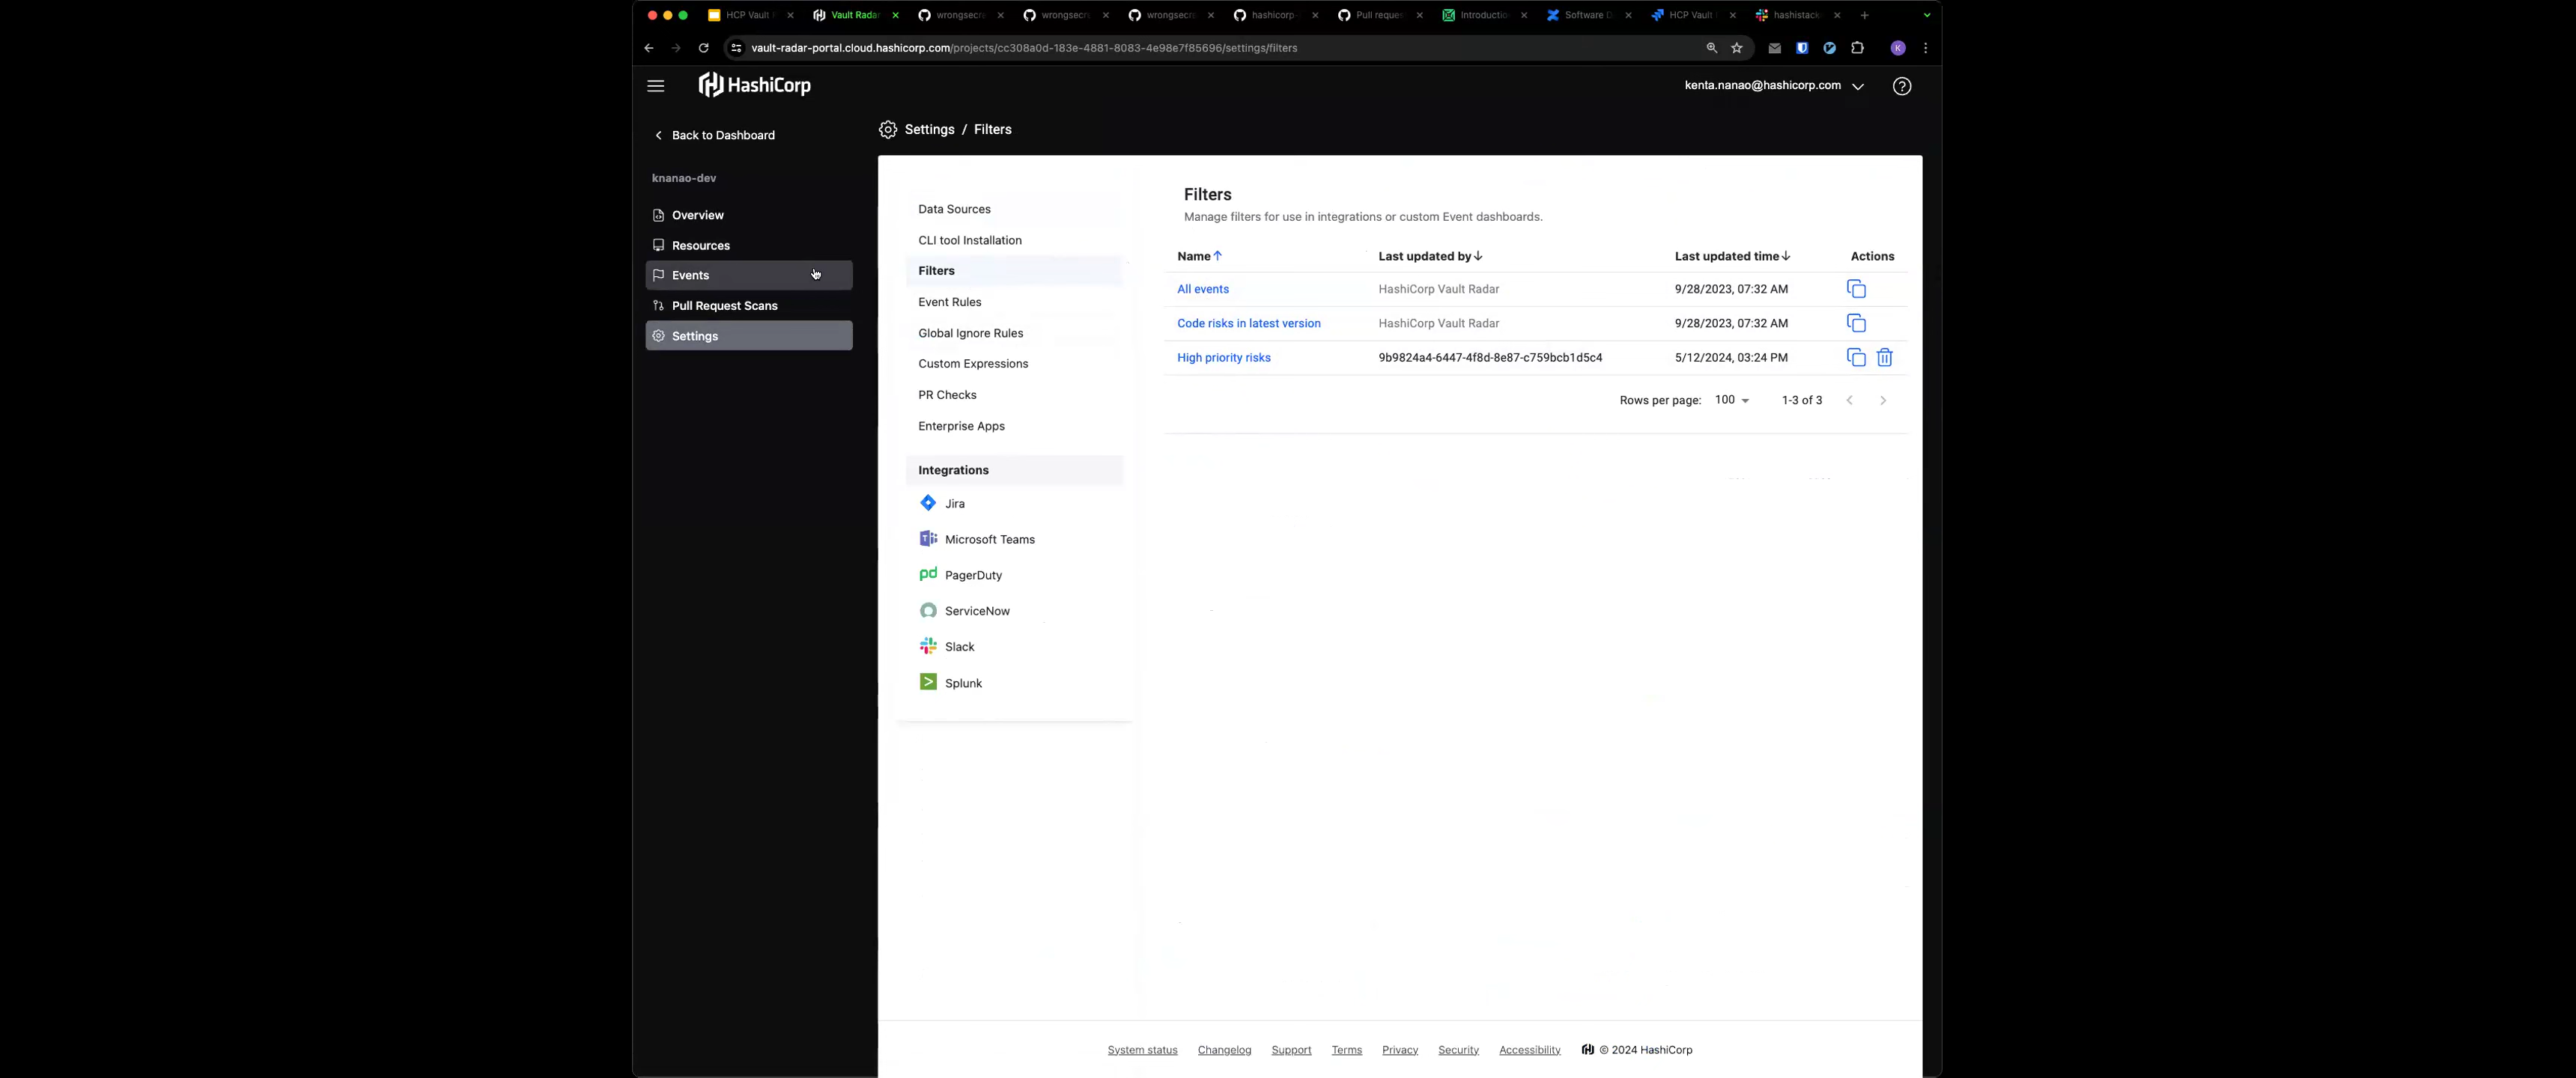 HCP Vault
Vault Radar
wrongsecre
wrongsecre
wrongsecre
hashicorp-
Pull reques
Introductio
Software D
HCP Vault
hashistack
vault-radar-portal.cloud.hashicorp.com/projects/cc308a0d-183e-4881-8083-4e98e7f85696/settings/filters
K
HashiCorp
kenta.nanao@hashicorp.com
Back to Dashboard
Settings / Filters
knanao-dev
Overview
Resources
Events
Pull Request Scans
Settings
Data Sources
CLI tool Installation
Filters
Event Rules
Global Ignore Rules
Custom Expressions
PR Checks
Enterprise Apps
Integrations
Jira
Microsoft Teams
PagerDuty
ServiceNow
Slack
Splunk
Filters
Manage filters for use in integrations or custom Event dashboards.
Name Last updated by Last updated time Actions
All events HashiCorp Vault Radar 9/28/2023, 07:32 AM
Code risks in latest version HashiCorp Vault Radar 9/28/2023, 07:32 AM
High priority risks 9b9824a4-6447-4f8d-8e87-c759bcb1d5c4 5/12/2024, 03:24 PM
Rows per page: 100 1-3 of 3
System status Changelog Support Terms Privacy Security Accessibility © 2024 HashiCorp